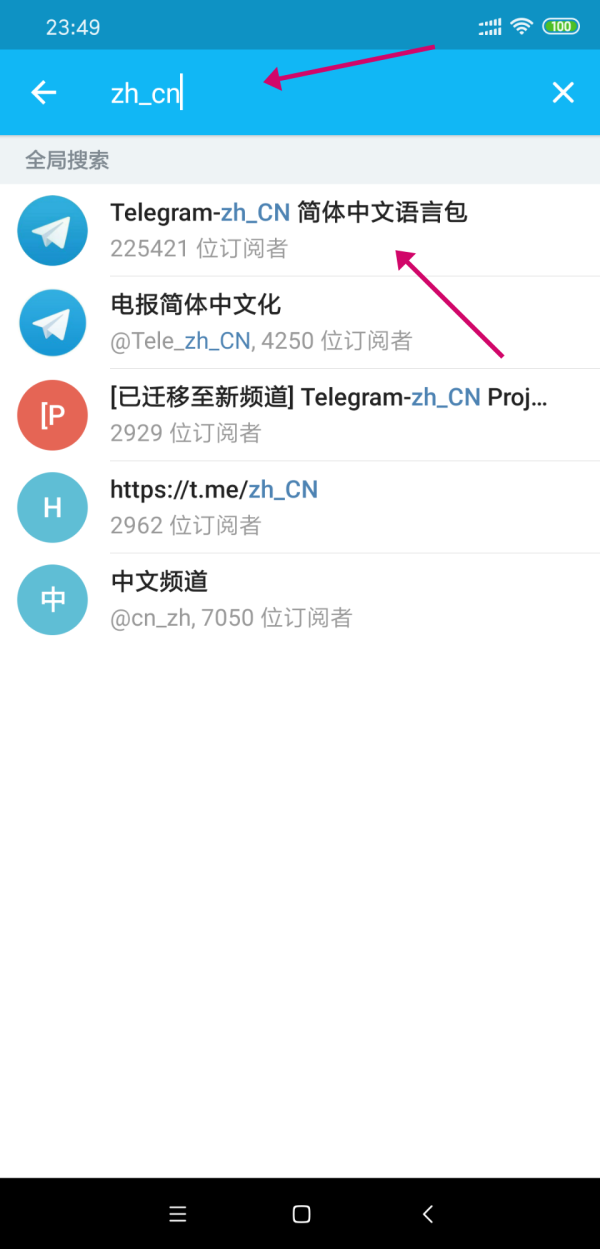 23:49
100
zh_cn
全局搜索
Telegram-zh_CN 简体中文语言包
225421 位订阅者
电报简体中文化
@Tele_zh_CN, 4250 位订阅者
[P
[已迁移至新频道] Telegram-zh_CN Proj...
2929 位订阅者
H
https://t.me/zh_CN
2962 位订阅者
中
中文频道
@cn_zh, 7050 位订阅者